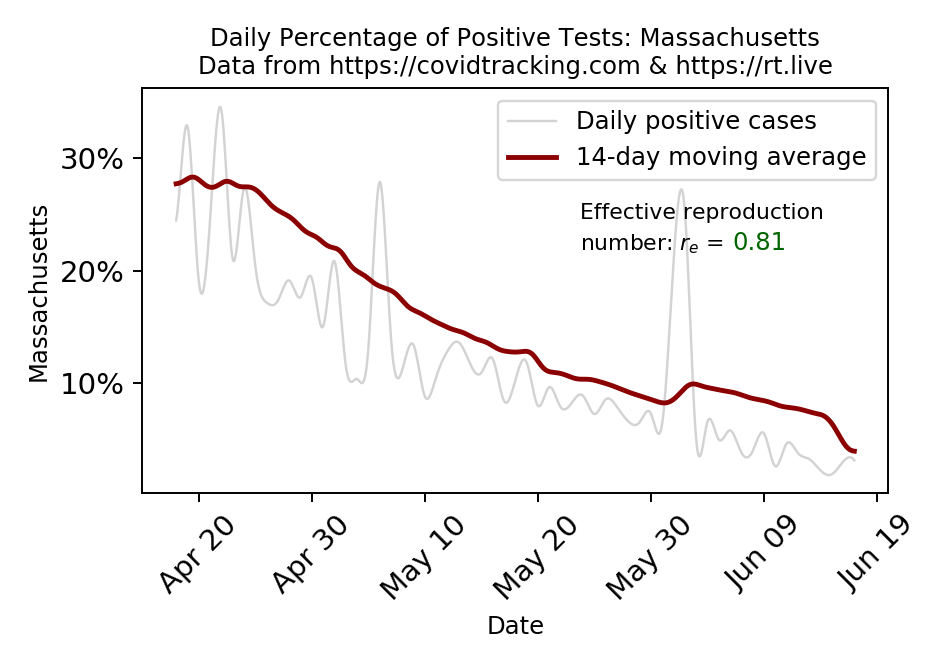 Daily Percentage of Positive Tests: Massachusetts
Data from https://covidtracking.com & https://rt.live
Daily positive cases
14-day moving average
Effective reproduction
number: rₑ = 0.81
Massachusetts
30%
20%
10%
Apr 20
Apr 30
May 10
May 20
May 30
Jun 09
Jun 19
Date